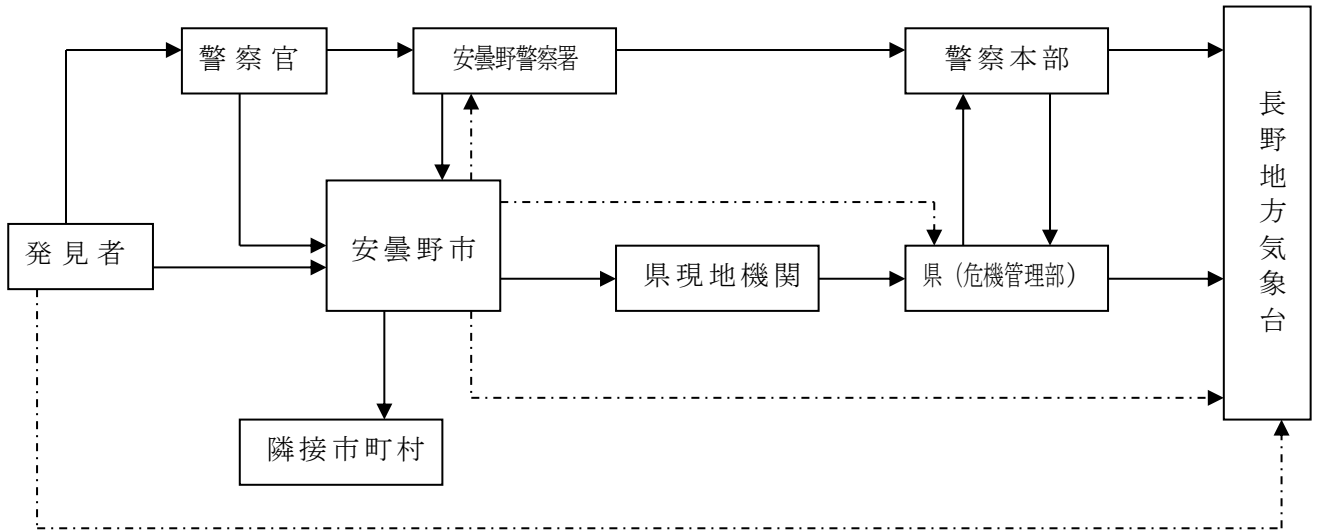 警察官
安曇野警察署
警察本部
長野地方気象台
発見者
安曇野市
県現地機関
県（危機管理部）
隣接市町村